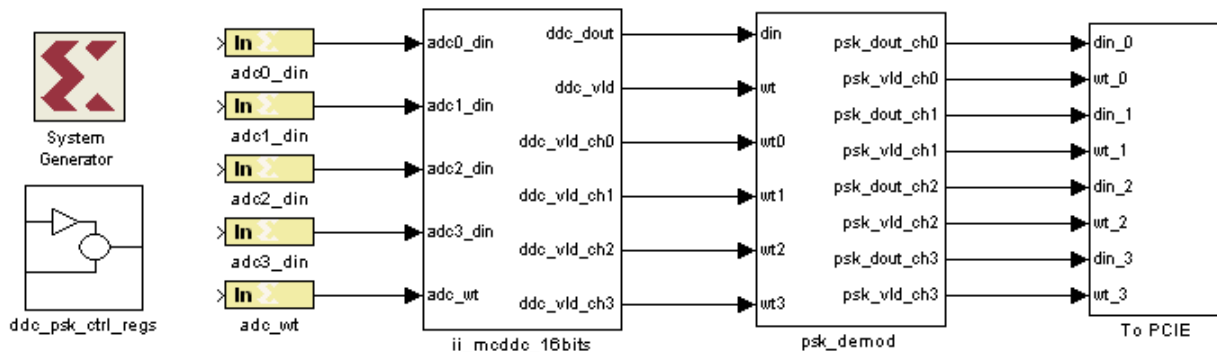 System
Generator
ddc_psk_ctrl_regs
In
adc0_din
In
adc1_din
In
adc2_din
In
adc3_din
In
adc_wt
adc0_din
adc1_din
adc2_din
adc3_din
adc_wt
ddc_dout
ddc_vld
ddc_vld_ch0
ddc_vld_ch1
ddc_vld_ch2
ddc_vld_ch3
ii_mcddc_16bits
din
wt
wt0
wt1
wt2
wt3
psk_dout_ch0
psk_vld_ch0
psk_dout_ch1
psk_vld_ch1
psk_dout_ch2
psk_vld_ch2
psk_dout_ch3
psk_vld_ch3
psk_demod
din_0
wt_0
din_1
wt_1
din_2
wt_2
din_3
wt_3
To PCIE